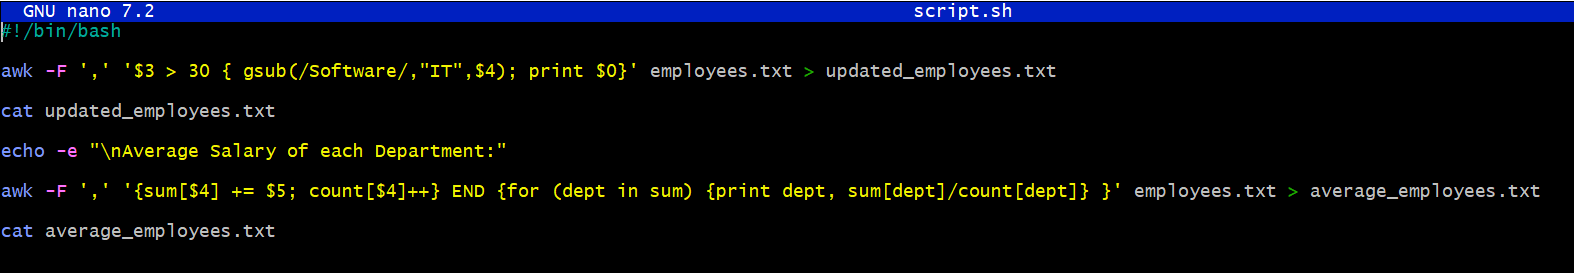 GNU nano 7.2 script.sh
#!/bin/bash
awk -F ',' '$3 > 30 { gsub(/Software/,"IT",$4); print $0}' employees.txt > updated_employees.txt
cat updated_employees.txt
echo -e "\nAverage Salary of each Department:"
awk -F ',' '{sum[$4] += $5; count[$4]++} END {for (dept in sum) {print dept, sum[dept]/count[dept]} }' employees.txt > average_employees.txt
cat average_employees.txt